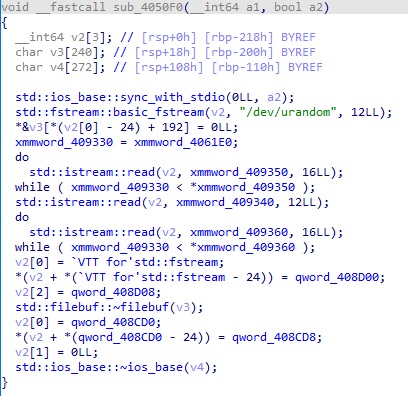 void __fastcall sub_4050F0(__int64 a1, bool a2)
{
  __int64 v2[3]; // [rsp+0h] [rbp-218h] BYREF
  char v3[240]; // [rsp+18h] [rbp-200h] BYREF
  char v4[272]; // [rsp+108h] [rbp-110h] BYREF

  std::ios_base::sync_with_stdio(0LL, a2);
  std::fstream::basic_fstream(v2, "/dev/urandom", 12LL);
  *&v3[*(v2[0] - 24) + 192] = 0LL;
  xmmword_409330 = xmmword_4061E0;
  do
    std::istream::read(v2, xmmword_409350, 16LL);
  while ( xmmword_409330 < *xmmword_409350 );
  std::istream::read(v2, xmmword_409340, 12LL);
  do
    std::istream::read(v2, xmmword_409360, 16LL);
  while ( xmmword_409330 < *xmmword_409360 );
  v2[0] = `VTT for'std::fstream;
  *(v2 + *(`VTT for'std::fstream - 24)) = qword_408D00;
  v2[2] = qword_408D08;
  std::filebuf::~filebuf(v3);
  v2[0] = qword_408CD0;
  *(v2 + *(qword_408CD0 - 24)) = qword_408CD8;
  v2[1] = 0LL;
  std::ios_base::~ios_base(v4);
}